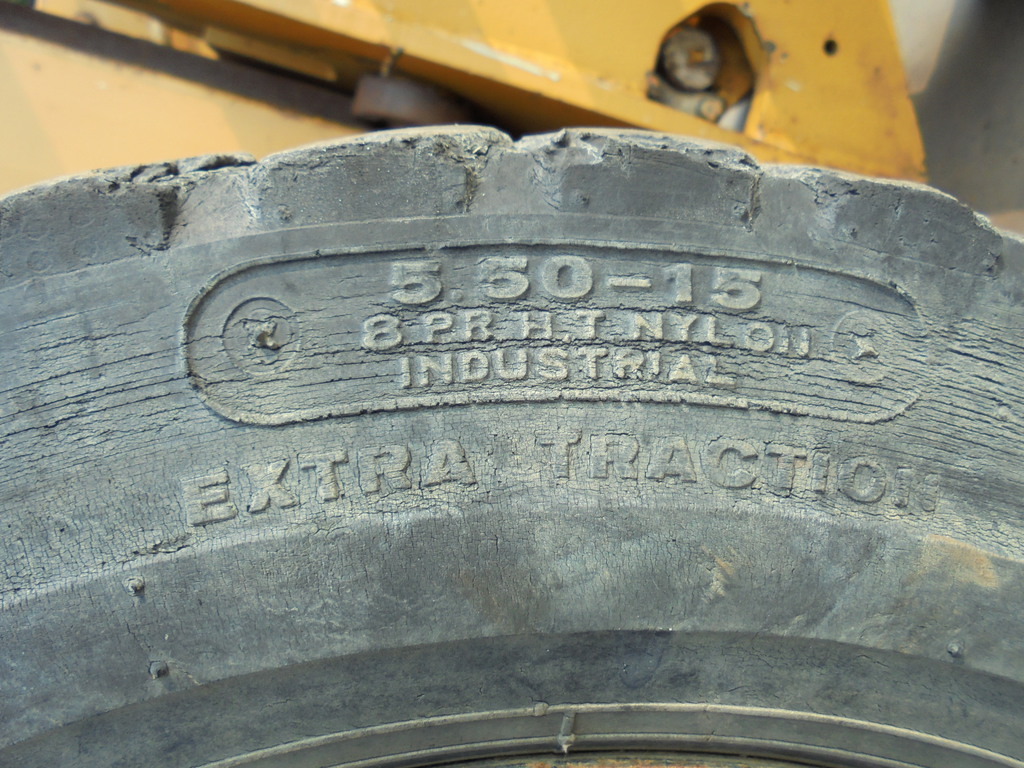 5.50-15
8 PR H.T. NYLON
INDUSTRIAL
EXTRA TRACTION